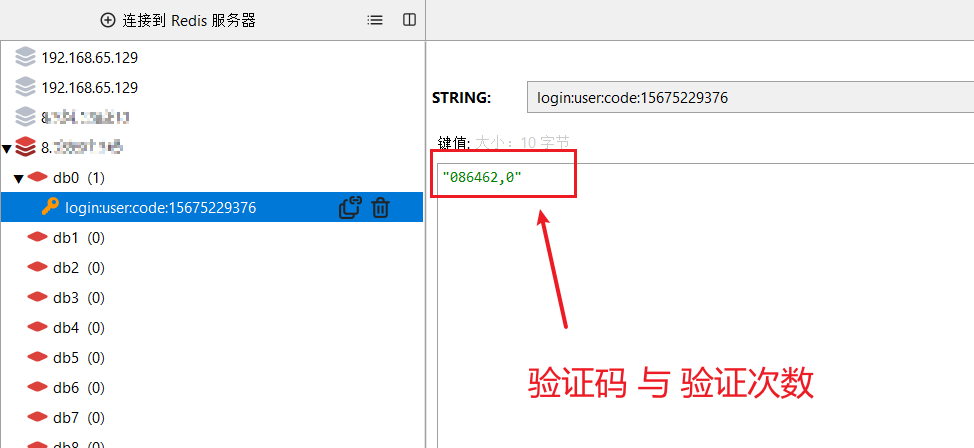 连接到 Redis 服务器
192.168.65.129
192.168.65.129
8.
8.
db0 (1)
login:user:code:15675229376
db1 (0)
db2 (0)
db3 (0)
db4 (0)
db5 (0)
db6 (0)
db7 (0)
db8 (0)
STRING:
login:user:code:15675229376
键值: 大小: 10 字节
"086462,0"
验证码 与 验证次数